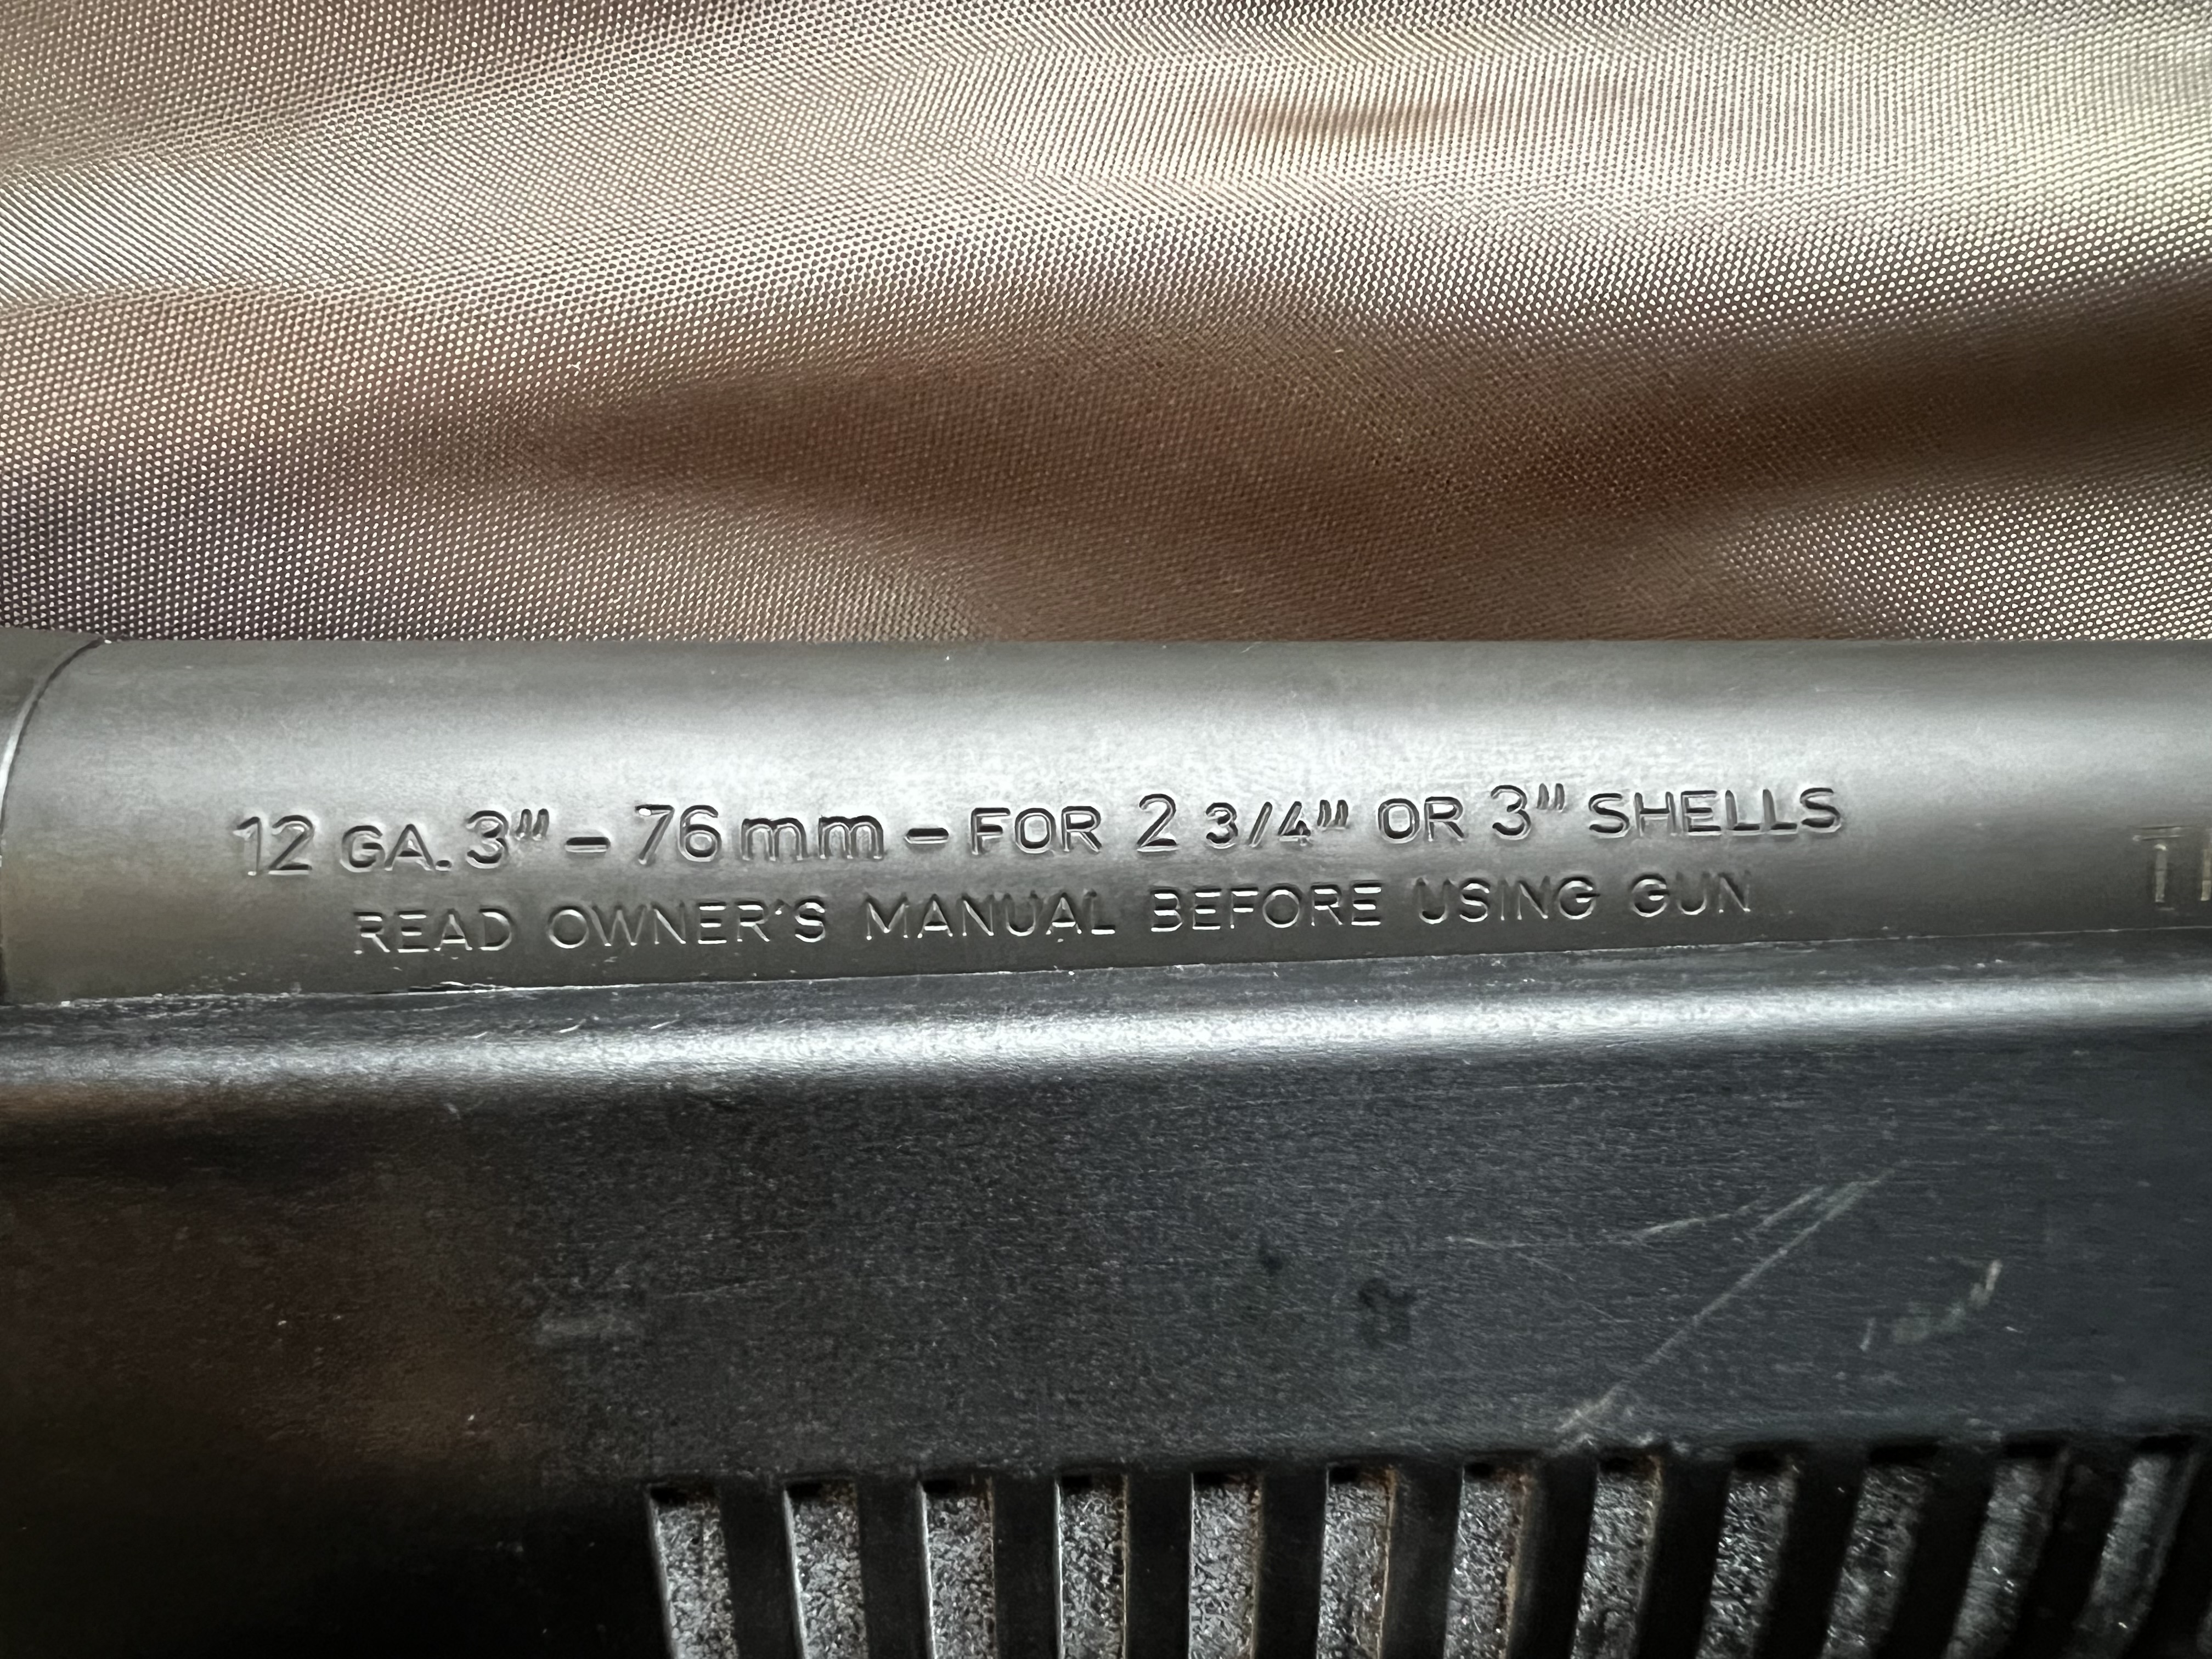 12 GA. 3" - 76 mm - FOR 2 3/4" OR 3" SHELLS
READ OWNER'S MANUAL BEFORE USING GUN